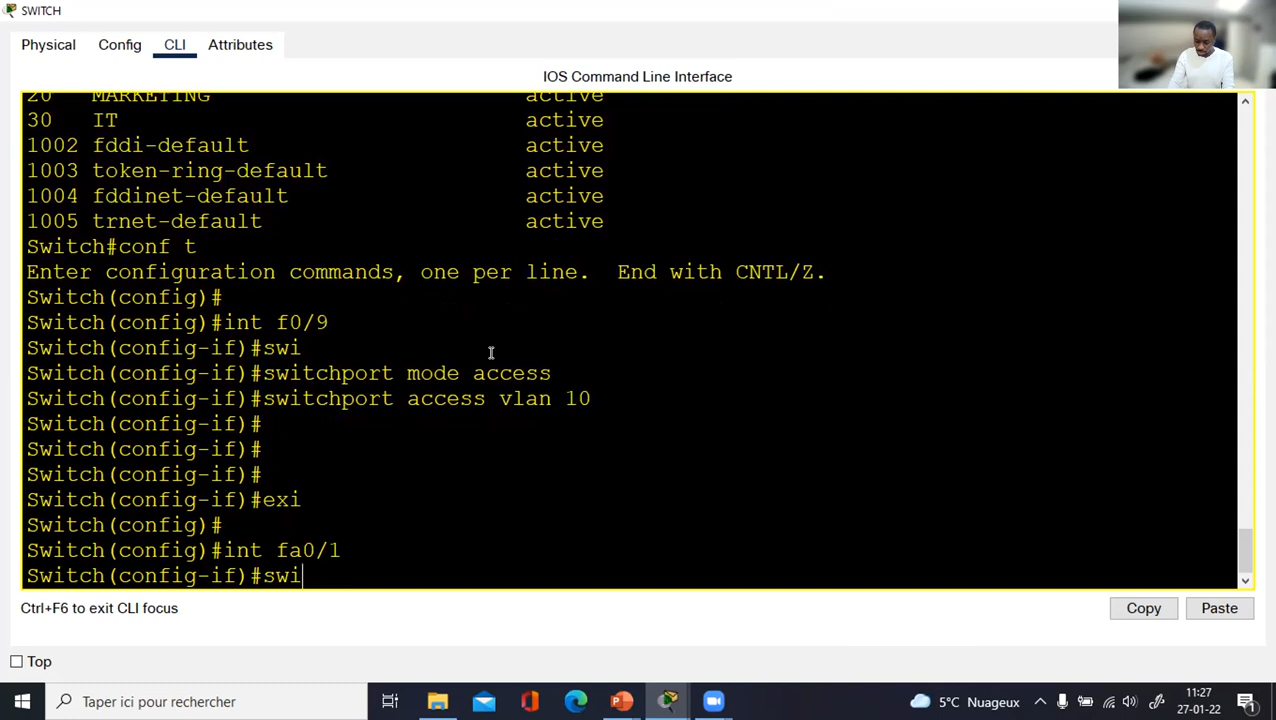 SWITCH
Physical Config CLI Attributes
IOS Command Line Interface
20 MARKETING active
30 IT active
1002 fddi-default active
1003 token-ring-default active
1004 fddinet-default active
1005 trnet-default active
Switch#conf t
Enter configuration commands, one per line. End with CNTL/Z.
Switch(config)#
Switch(config)#int f0/9
Switch(config-if)#swi
Switch(config-if)#switchport mode access
Switch(config-if)#switchport access vlan 10
Switch(config-if)#
Switch(config-if)#
Switch(config-if)#
Switch(config-if)#exi
Switch(config)#
Switch(config)#int fa0/1
Switch(config-if)#swi
Ctrl+F6 to exit CLI focus
Copy Paste
Top
Taper ici pour rechercher
5°C Nuageux
11:27
27-01-22
1